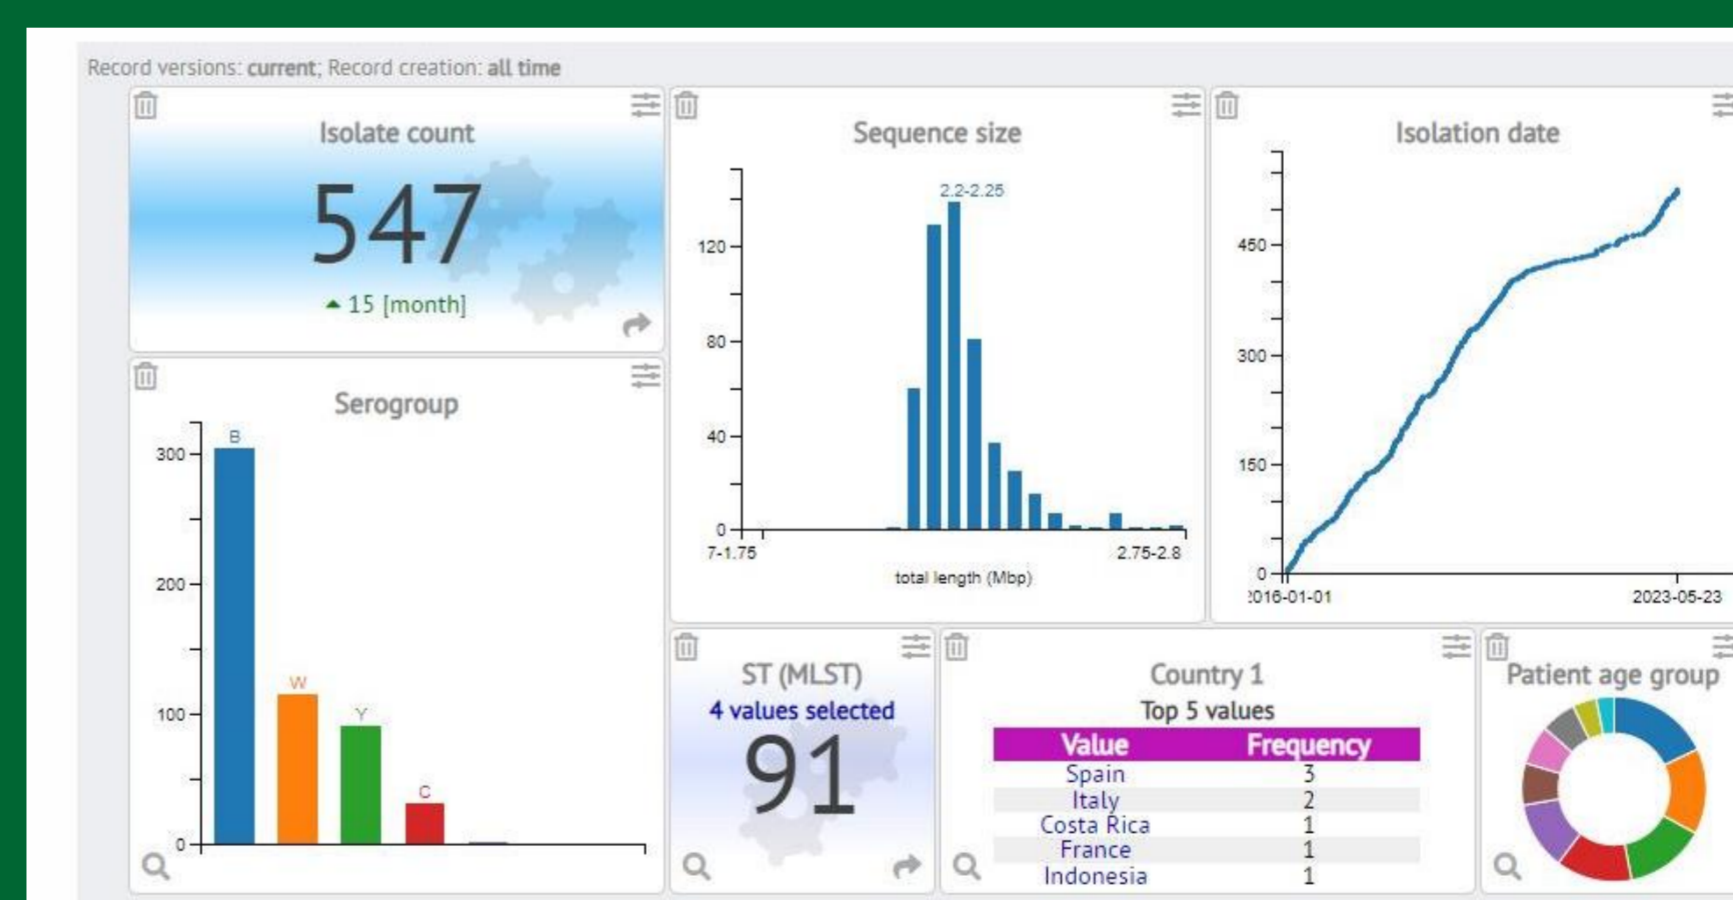 Record versions: current; Record creation: all time
Isolate count
547
15 [month]
Serogroup
300
200
100
0
B
W
Y
C
Sequence size
2.2-2.25
120
80
40
0
7-1.75
2.75-2.8
total length (Mbp)
Isolation date
450
300
150
0
2016-01-01
2023-05-23
ST (MLST)
4 values selected
91
Country 1
Top 5 values
Value Frequency
Spain 3
Italy 2
Costa Rica 1
France 1
Indonesia 1
Patient age group